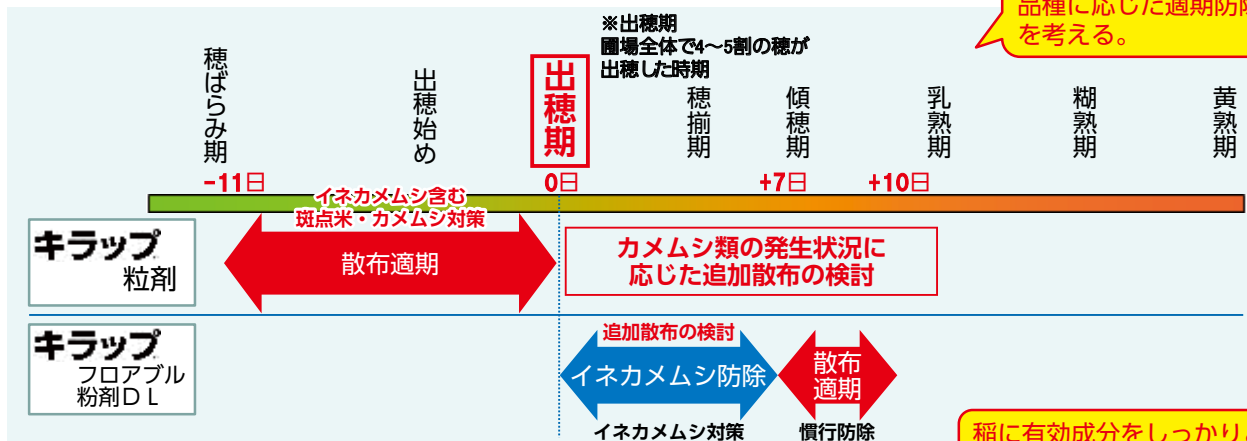 品種に応じた適期防除
を考える。
※出穂期
圃場全体で4〜5割の穂が
出穂した時期
穂ばらみ期
出穂始め
出穂期
穂揃期
傾穂期
乳熟期
糊熟期
黄熟期
-11日
0日
+7日
+10日
イネカメムシ含む
斑点米・カメムシ対策
キラップ
粒剤
散布適期
カメムシ類の発生状況に
応じた追加散布の検討
キラップ
フロアブル
粉剤DL
追加散布の検討
イネカメムシ防除
散布
適期
イネカメムシ対策
慣行防除
稲に有効成分をしっかり